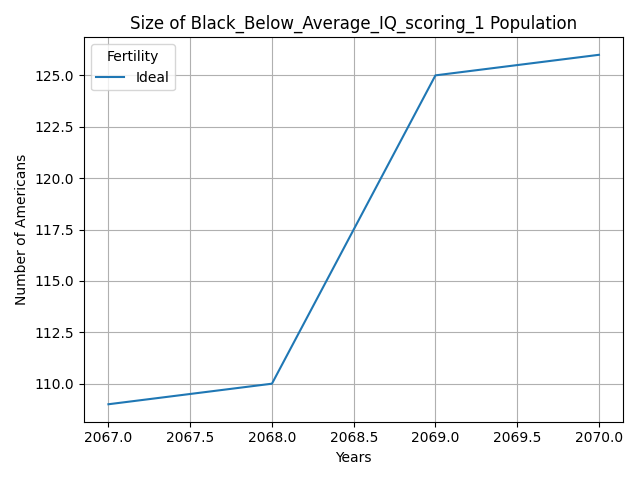 Size of Black_Below_Average_IQ_scoring_1 Population
Fertility
Ideal
125.0
122.5
120.0
117.5
115.0
112.5
110.0
Number of Americans
2067.0 2067.5 2068.0 2068.5 2069.0 2069.5 2070.0
Years